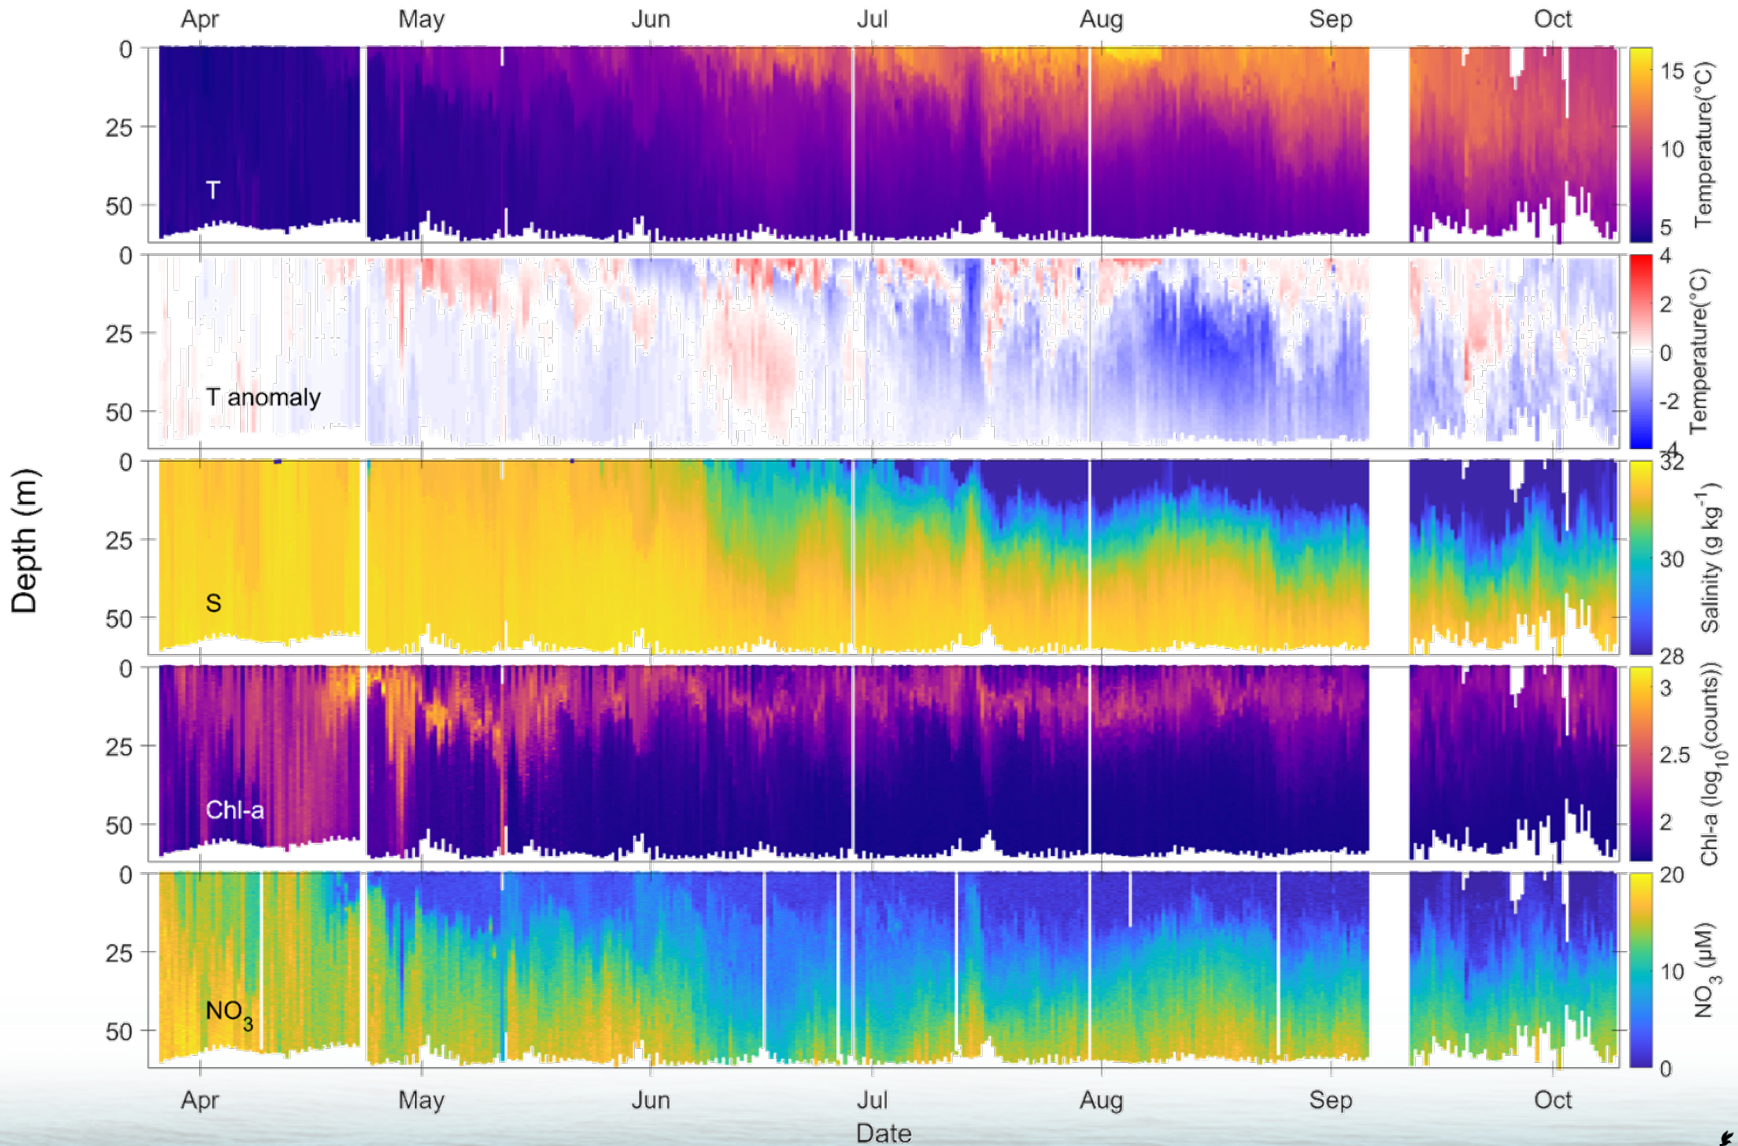 Apr May Jun Jul Aug Sep Oct
0
25
50
T
15
10
5
Temperature(°C)
0
25
50
T anomaly
4
2
0
-2
-4
Temperature(°C)
Depth (m)
0
25
50
S
32
30
28
Salinity (g kg-1)
0
25
50
Chl-a
3
2.5
2
Chl-a (log10(counts))
0
25
50
NO3
20
10
0
NO3 (µM)
Apr May Jun Jul Aug Sep Oct
Date